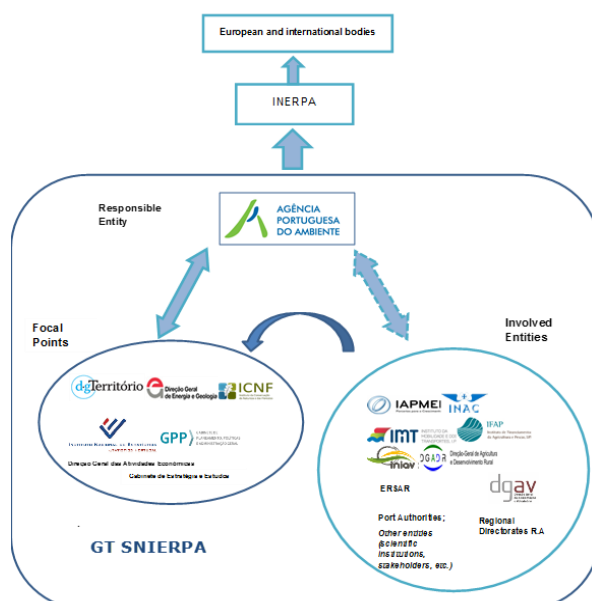 European and international bodies
INERPA
Responsible
Entity
AGÊNCIA
PORTUGUESA
DO AMBIENTE
Focal
Points
Involved
Entities
dgTerritório
Direção Geral
de Energia e Geologia
ICNF
IAPMEI
INAC
GPP
IMT
IFAP
iniav
DGADR
Direção-Geral de Agricultura
e Desenvolvimento Rural
Direçao Geral das Atividades Económicas
Gabinete de Estratégia e Estudos
ERSAR
dgav
Port Authorities;
Other entities
(scientific
institutions,
stakeholders, etc.)
Regional
Directorates R.A
GT SNIERPA